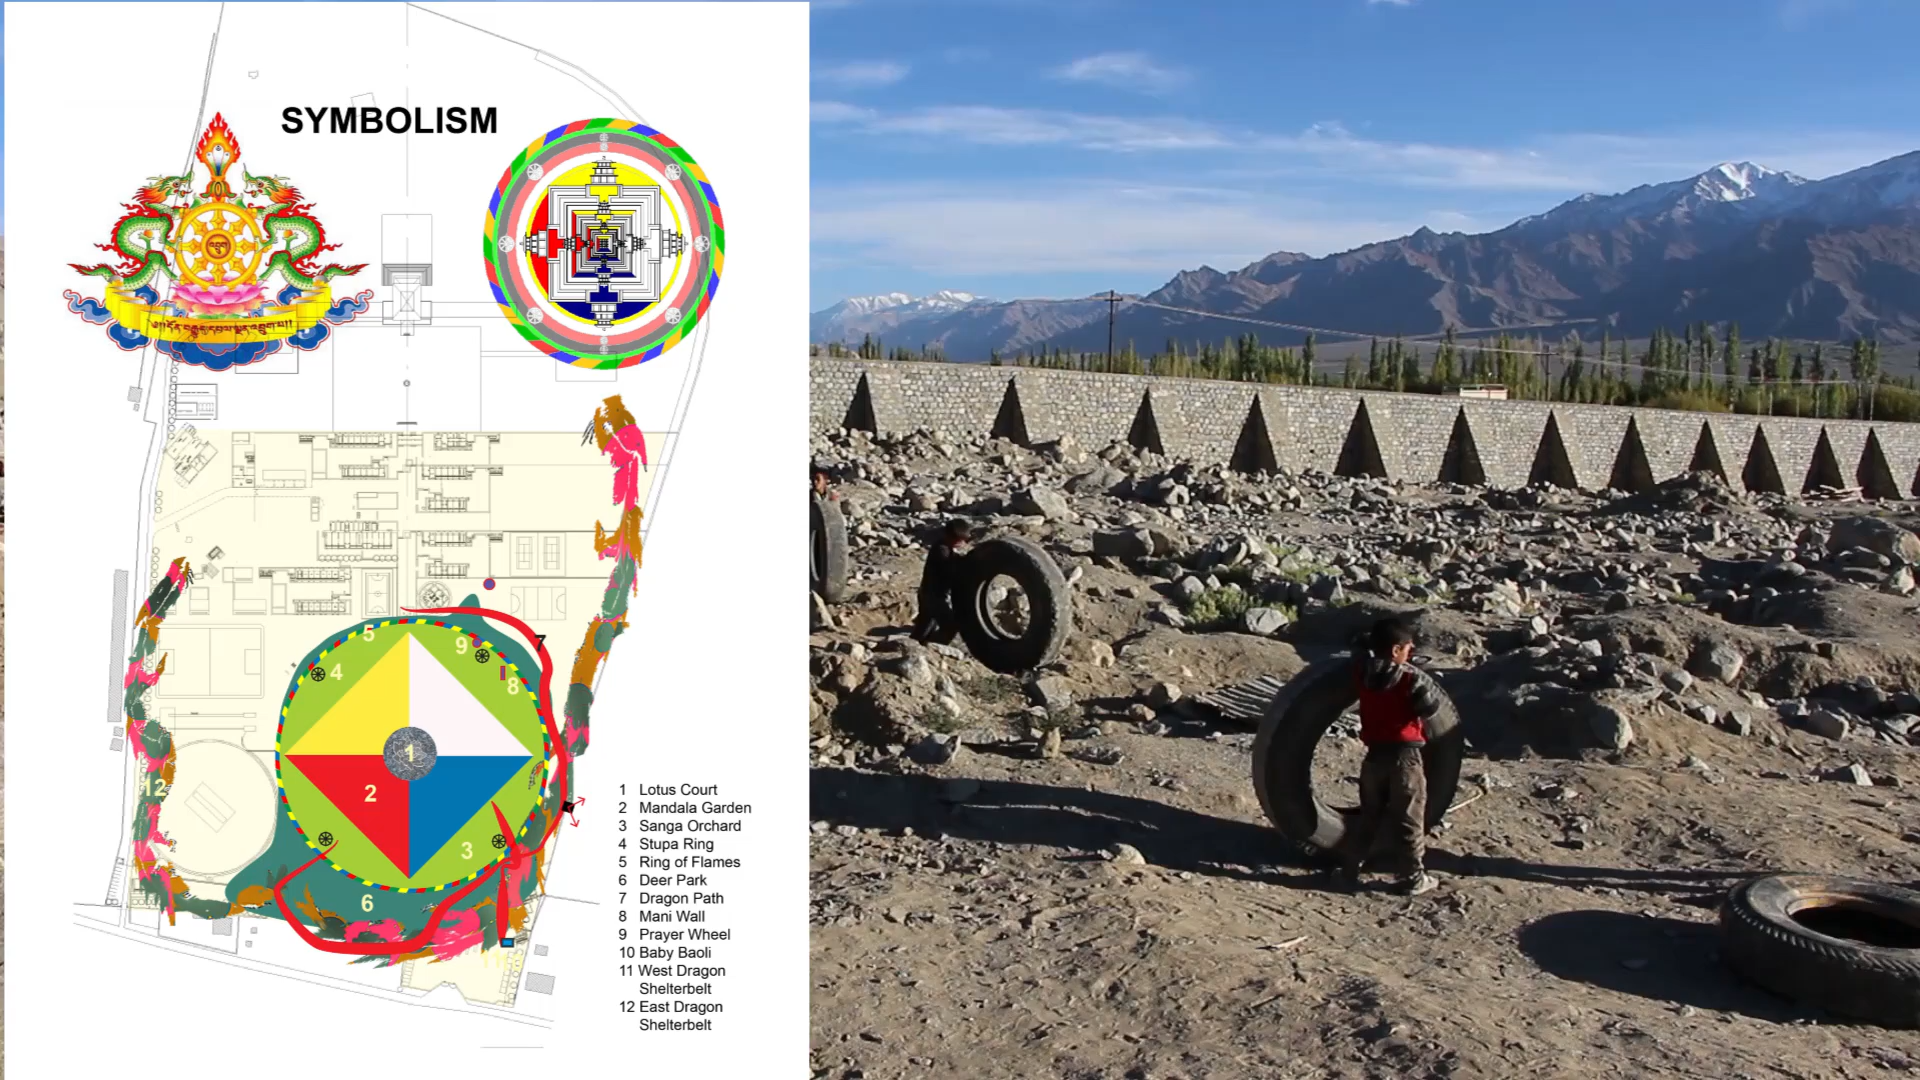 SYMBOLISM
5
4
9
7
8
1
2
12
3
6
1 Lotus Court
2 Mandala Garden
3 Sanga Orchard
4 Stupa Ring
5 Ring of Flames
6 Deer Park
7 Dragon Path
8 Mani Wall
9 Prayer Wheel
10 Baby Baoli
11 West Dragon
Shelterbelt
12 East Dragon
Shelterbelt